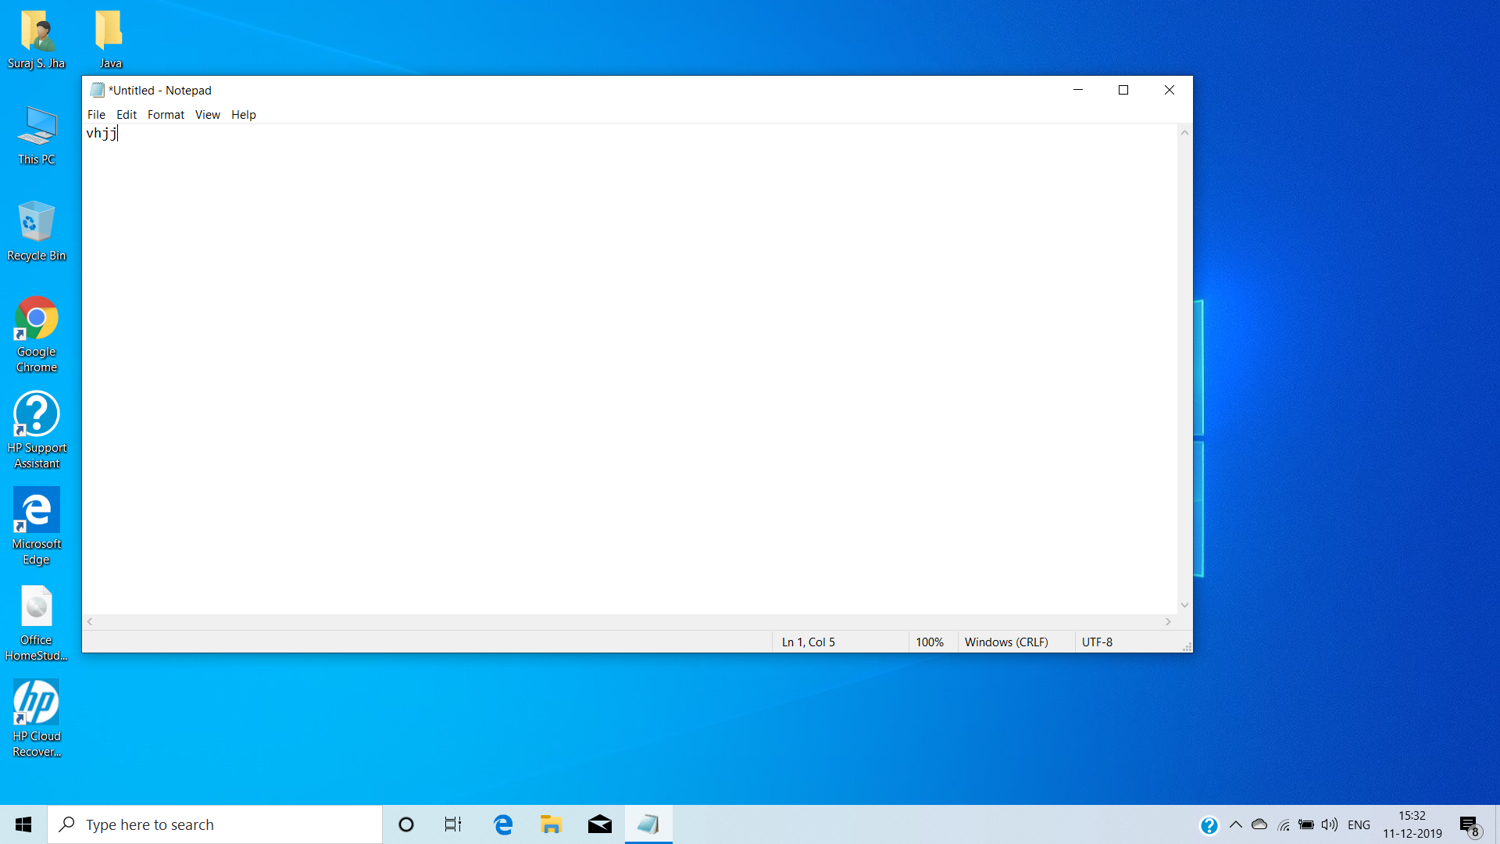 Suraj S. Jha
Java
This PC
Recycle Bin
Google
Chrome
HP Support
Assistant
Microsoft
Edge
Office
HomeStud...
hp
HP Cloud
Recover...
*Untitled - Notepad
File Edit Format View Help
vhjj
Ln 1, Col 5 100% Windows (CRLF) UTF-8
Type here to search
ENG
15:32
11-12-2019
8